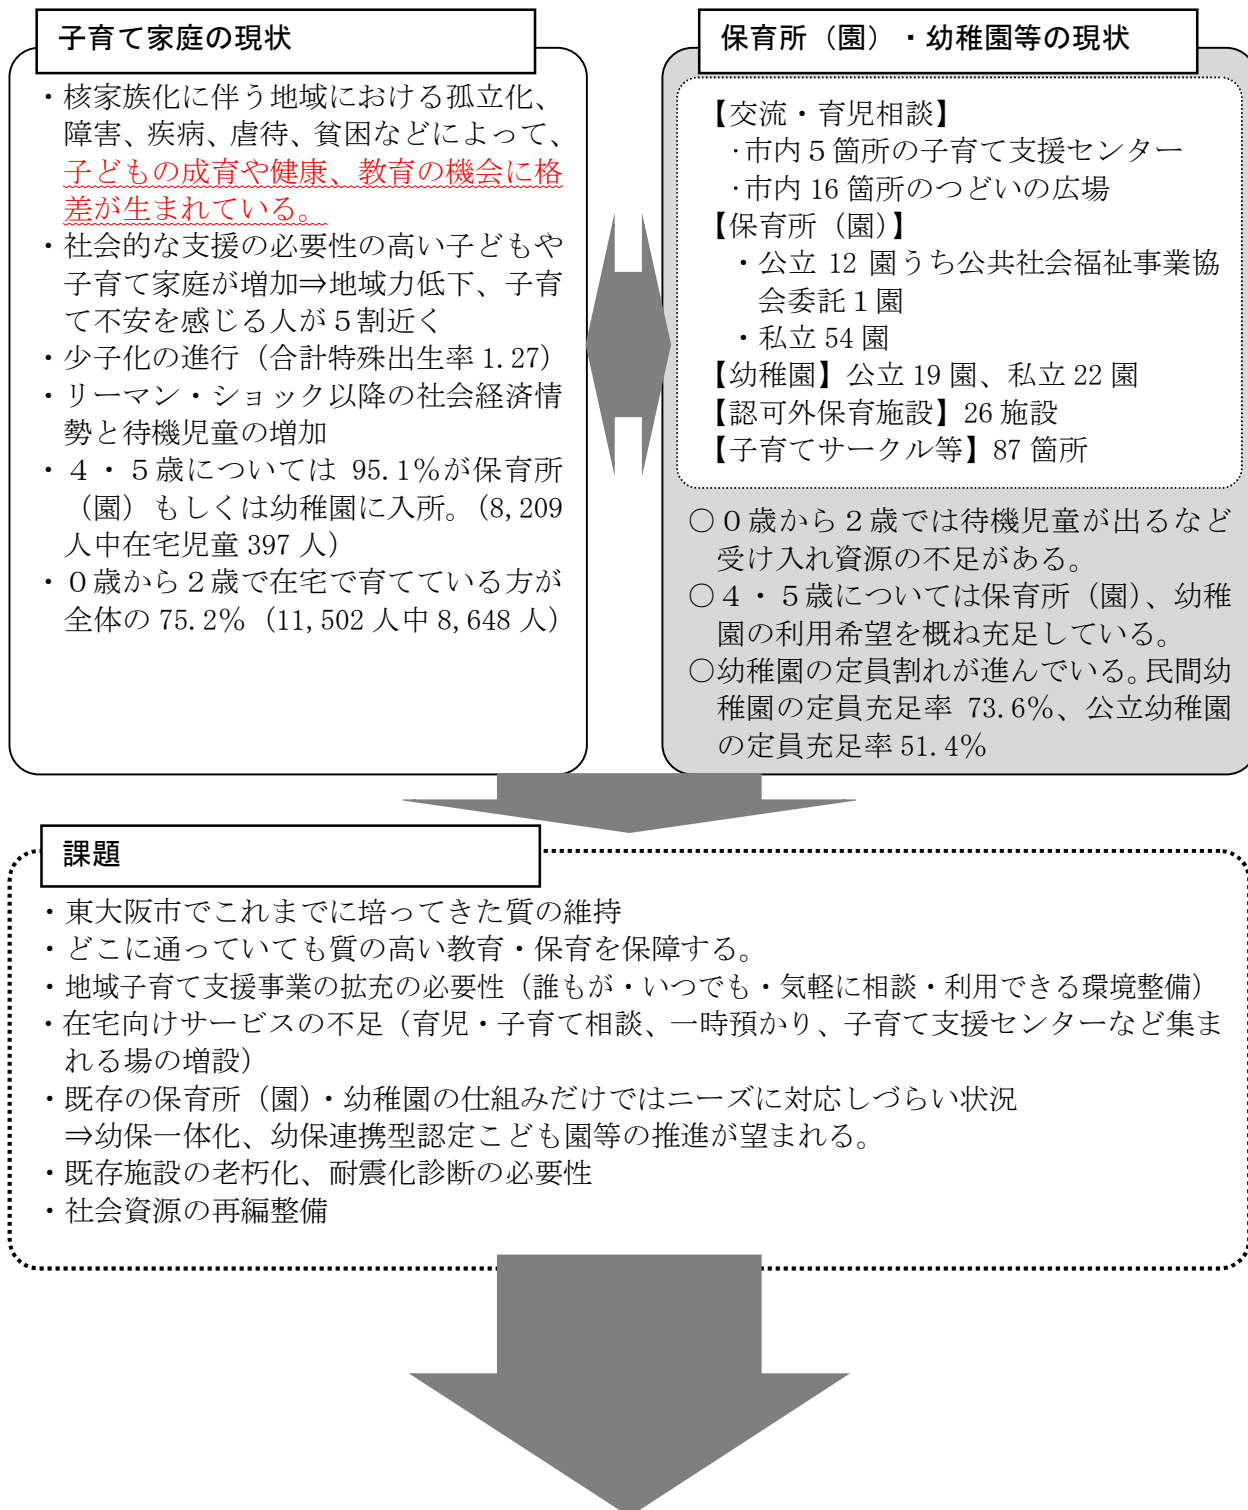 子育て家庭の現状
・核家族化に伴う地域における孤立化、
障害、疾病、虐待、貧困などによって、
子どもの成育や健康、教育の機会に格
差が生まれている。
・社会的な支援の必要性の高い子どもや
子育て家庭が増加⇒地域力低下、子育
て不安を感じる人が５割近く
・少子化の進行（合計特殊出生率 1.27）
・リーマン・ショック以降の社会経済情
勢と待機児童の増加
・４・５歳については 95.1％が保育所
（園）もしくは幼稚園に入所。（8,209
人中在宅児童 397 人）
・０歳から２歳で在宅で育てている方が
全体の 75.2％（11,502 人中 8,648 人）
保育所（園）・幼稚園等の現状
【交流・育児相談】
・市内５箇所の子育て支援センター
・市内 16 箇所のつどいの広場
【保育所（園）】
・公立 12 園うち公共社会福祉事業協
会委託１園
・私立 54 園
【幼稚園】公立 19 園、私立 22 園
【認可外保育施設】26 施設
【子育てサークル等】87 箇所
〇０歳から２歳では待機児童が出るなど
受け入れ資源の不足がある。
〇４・５歳については保育所（園）、幼稚
園の利用希望を概ね充足している。
〇幼稚園の定員割れが進んでいる。民間幼
稚園の定員充足率 73.6％、公立幼稚園
の定員充足率 51.4％
課題
・東大阪市でこれまでに培ってきた質の維持
・どこに通っていても質の高い教育・保育を保障する。
・地域子育て支援事業の拡充の必要性（誰もが・いつでも・気軽に相談・利用できる環境整備）
・在宅向けサービスの不足（育児・子育て相談、一時預かり、子育て支援センターなど集ま
れる場の増設）
・既存の保育所（園）・幼稚園の仕組みだけではニーズに対応しづらい状況
⇒幼保一体化、幼保連携型認定こども園等の推進が望まれる。
・既存施設の老朽化、耐震化診断の必要性
・社会資源の再編整備